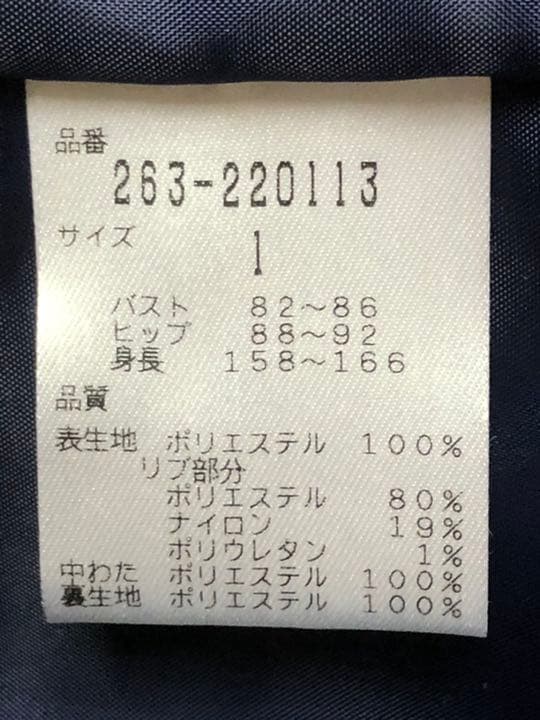 品番
263-220113
サイズ
1
バスト 82〜86
ヒップ 88〜92
身長 158〜166
品質
表生地 ポリエステル 100%
リブ部分
ポリエステル 80%
ナイロン 19%
ポリウレタン 1%
中わた ポリエステル 100%
裏生地 ポリエステル 100%